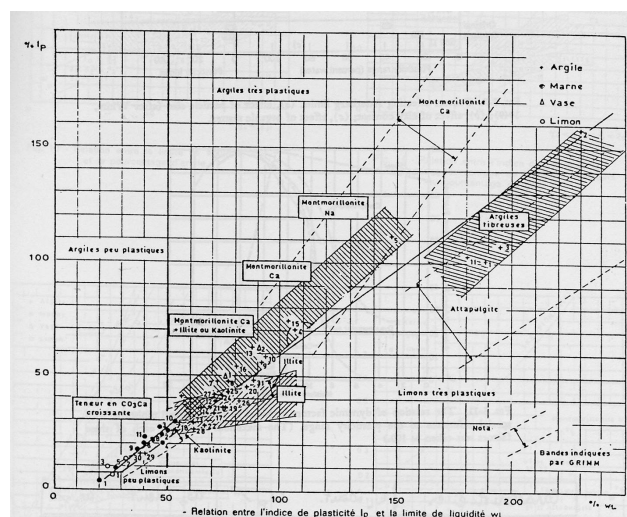 % Ip
Argiles très plastiques
Montmorillonite
Ca
+ Argile
Marne
Δ Vase
o Limon
150
Montmorillonite
Na
Argiles
fibreuses
Argiles peu plastiques
100
Montmorillonite
Ca
Attapulgite
Montmorillonite Ca
+ Illite ou Kaolinite
Illite
50
Illite
Limons très plastiques
Teneur en CO3Ca
croissante
Kaolinite
Nota
Limons
peu plastiques
Bandes indiquées
par GRIMM
0
0
50
100
150
200
% WL
- Relation entre l'indice de plasticité Ip et la limite de liquidité WL